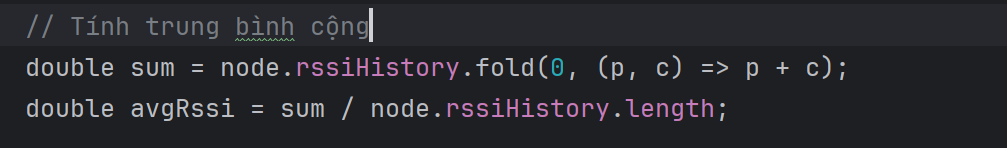 // Tính trung bình cộng
double sum = node.rssiHistory.fold(0, (p, c) => p + c);
double avgRssi = sum / node.rssiHistory.length;